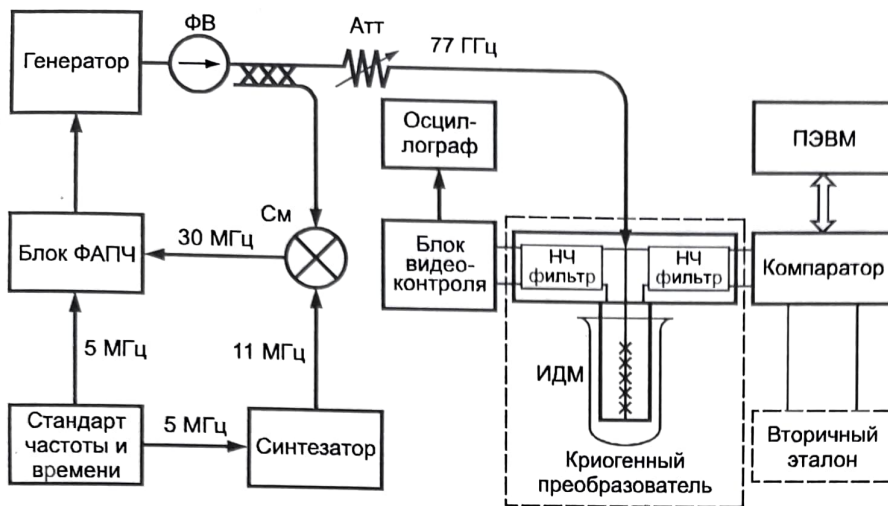 ФВ
Атт
77 ГГц
Генератор
Осцил-
лограф
ПЭВМ
См
30 МГц
Блок ФАПЧ
Блок
видео-
контроля
НЧ
фильтр
НЧ
фильтр
Компаратор
5 МГц
11 МГц
ИДМ
Стандарт
частоты и
времени
5 МГц
Синтезатор
Криогенный
преобразователь
Вторичный
эталон